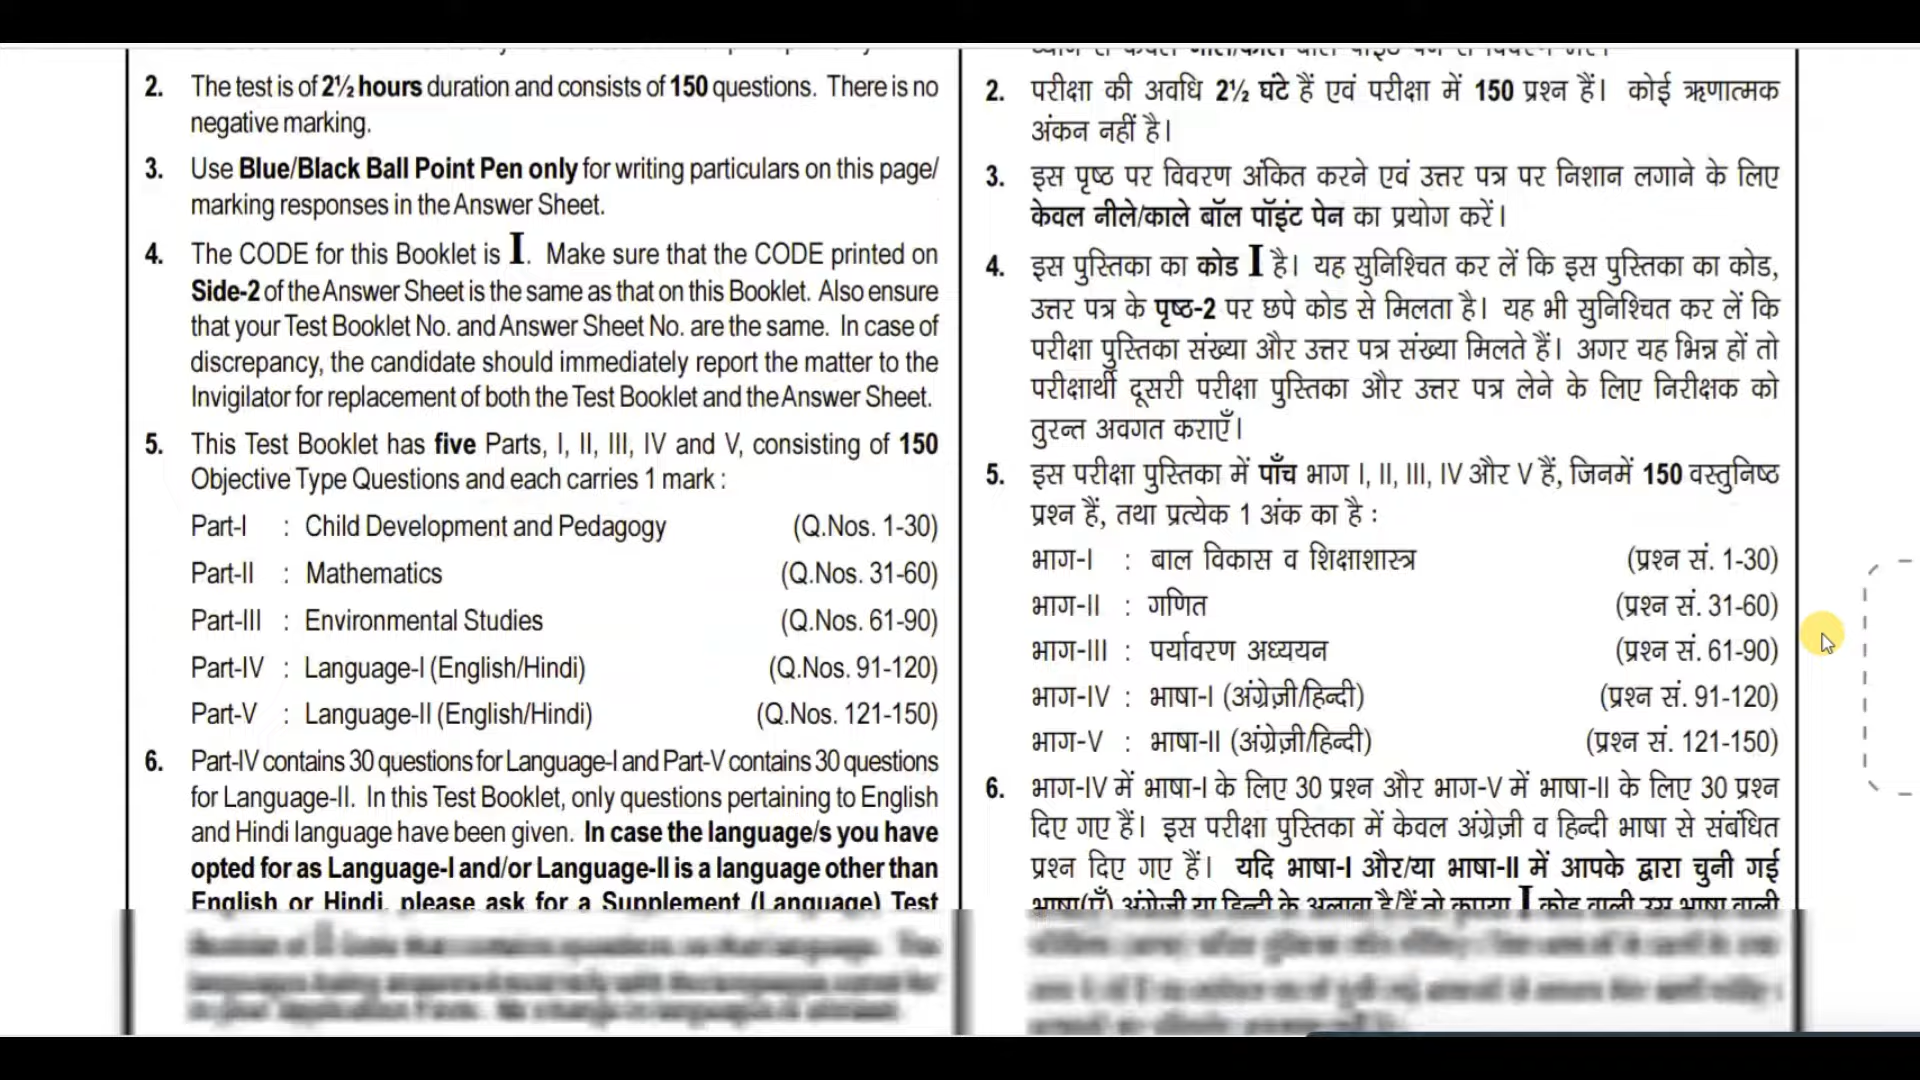 2. The test is of 2½ hours duration and consists of 150 questions. There is no
negative marking.
3. Use Blue/Black Ball Point Pen only for writing particulars on this page/
marking responses in the Answer Sheet.
4. The CODE for this Booklet is I. Make sure that the CODE printed on
Side-2 of the Answer Sheet is the same as that on this Booklet. Also ensure
that your Test Booklet No. and Answer Sheet No. are the same. In case of
discrepancy, the candidate should immediately report the matter to the
Invigilator for replacement of both the Test Booklet and the Answer Sheet.
5. This Test Booklet has five Parts, I, II, III, IV and V, consisting of 150
Objective Type Questions and each carries 1 mark :
Part-I : Child Development and Pedagogy (Q.Nos. 1-30)
Part-II : Mathematics (Q.Nos. 31-60)
Part-III : Environmental Studies (Q.Nos. 61-90)
Part-IV : Language-I (English/Hindi) (Q.Nos. 91-120)
Part-V : Language-II (English/Hindi) (Q.Nos. 121-150)
6. Part-IV contains 30 questions for Language-I and Part-V contains 30 questions
for Language-II. In this Test Booklet, only questions pertaining to English
and Hindi language have been given. In case the language/s you have
opted for as Language-I and/or Language-II is a language other than
English or Hindi, please ask for a Supplement (Language) Test
2. परीक्षा की अवधि 2½ घंटे हैं एवं परीक्षा में 150 प्रश्न हैं। कोई ऋणात्मक
अंकन नहीं है।
3. इस पृष्ठ पर विवरण अंकित करने एवं उत्तर पत्र पर निशान लगाने के लिए
केवल नीले/काले बॉल पॉइंट पेन का प्रयोग करें।
4. इस पुस्तिका का कोड I है। यह सुनिश्चित कर लें कि इस पुस्तिका का कोड,
उत्तर पत्र के पृष्ठ-2 पर छपे कोड से मिलता है। यह भी सुनिश्चित कर लें कि
परीक्षा पुस्तिका संख्या और उत्तर पत्र संख्या मिलते हैं। अगर यह भिन्न हों तो
परीक्षार्थी दूसरी परीक्षा पुस्तिका और उत्तर पत्र लेने के लिए निरीक्षक को
तुरन्त अवगत कराएँ।
5. इस परीक्षा पुस्तिका में पाँच भाग I, II, III, IV और V हैं, जिनमें 150 वस्तुनिष्ठ
प्रश्न हैं, तथा प्रत्येक 1 अंक का है :
भाग-I : बाल विकास व शिक्षाशास्त्र (प्रश्न सं. 1-30)
भाग-II : गणित (प्रश्न सं. 31-60)
भाग-III : पर्यावरण अध्ययन (प्रश्न सं. 61-90)
भाग-IV : भाषा-I (अंग्रेज़ी/हिन्दी) (प्रश्न सं. 91-120)
भाग-V : भाषा-II (अंग्रेज़ी/हिन्दी) (प्रश्न सं. 121-150)
6. भाग-IV में भाषा-I के लिए 30 प्रश्न और भाग-V में भाषा-II के लिए 30 प्रश्न
दिए गए हैं। इस परीक्षा पुस्तिका में केवल अंग्रेज़ी व हिन्दी भाषा से संबंधित
प्रश्न दिए गए हैं। यदि भाषा-I और/या भाषा-II में आपके द्वारा चुनी गई
भाषा(एँ) अंग्रेज़ी या हिन्दी के अलावा है/हैं तो कृपया I कोड वाली उस भाषा वाली